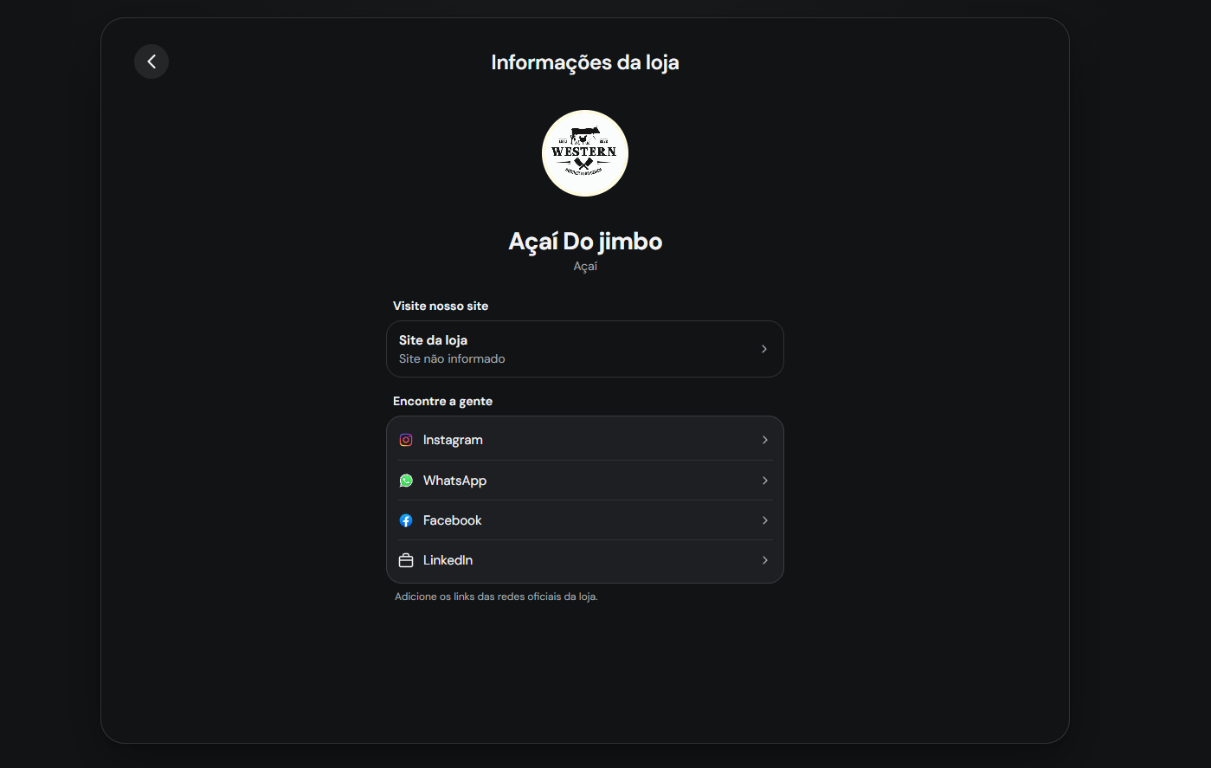 Informações da loja
WESTERN
Açaí Do jimbo
Açaí
Visite nosso site
Site da loja
Site não informado
Encontre a gente
Instagram
WhatsApp
Facebook
LinkedIn
Adicione os links das redes oficiais da loja.